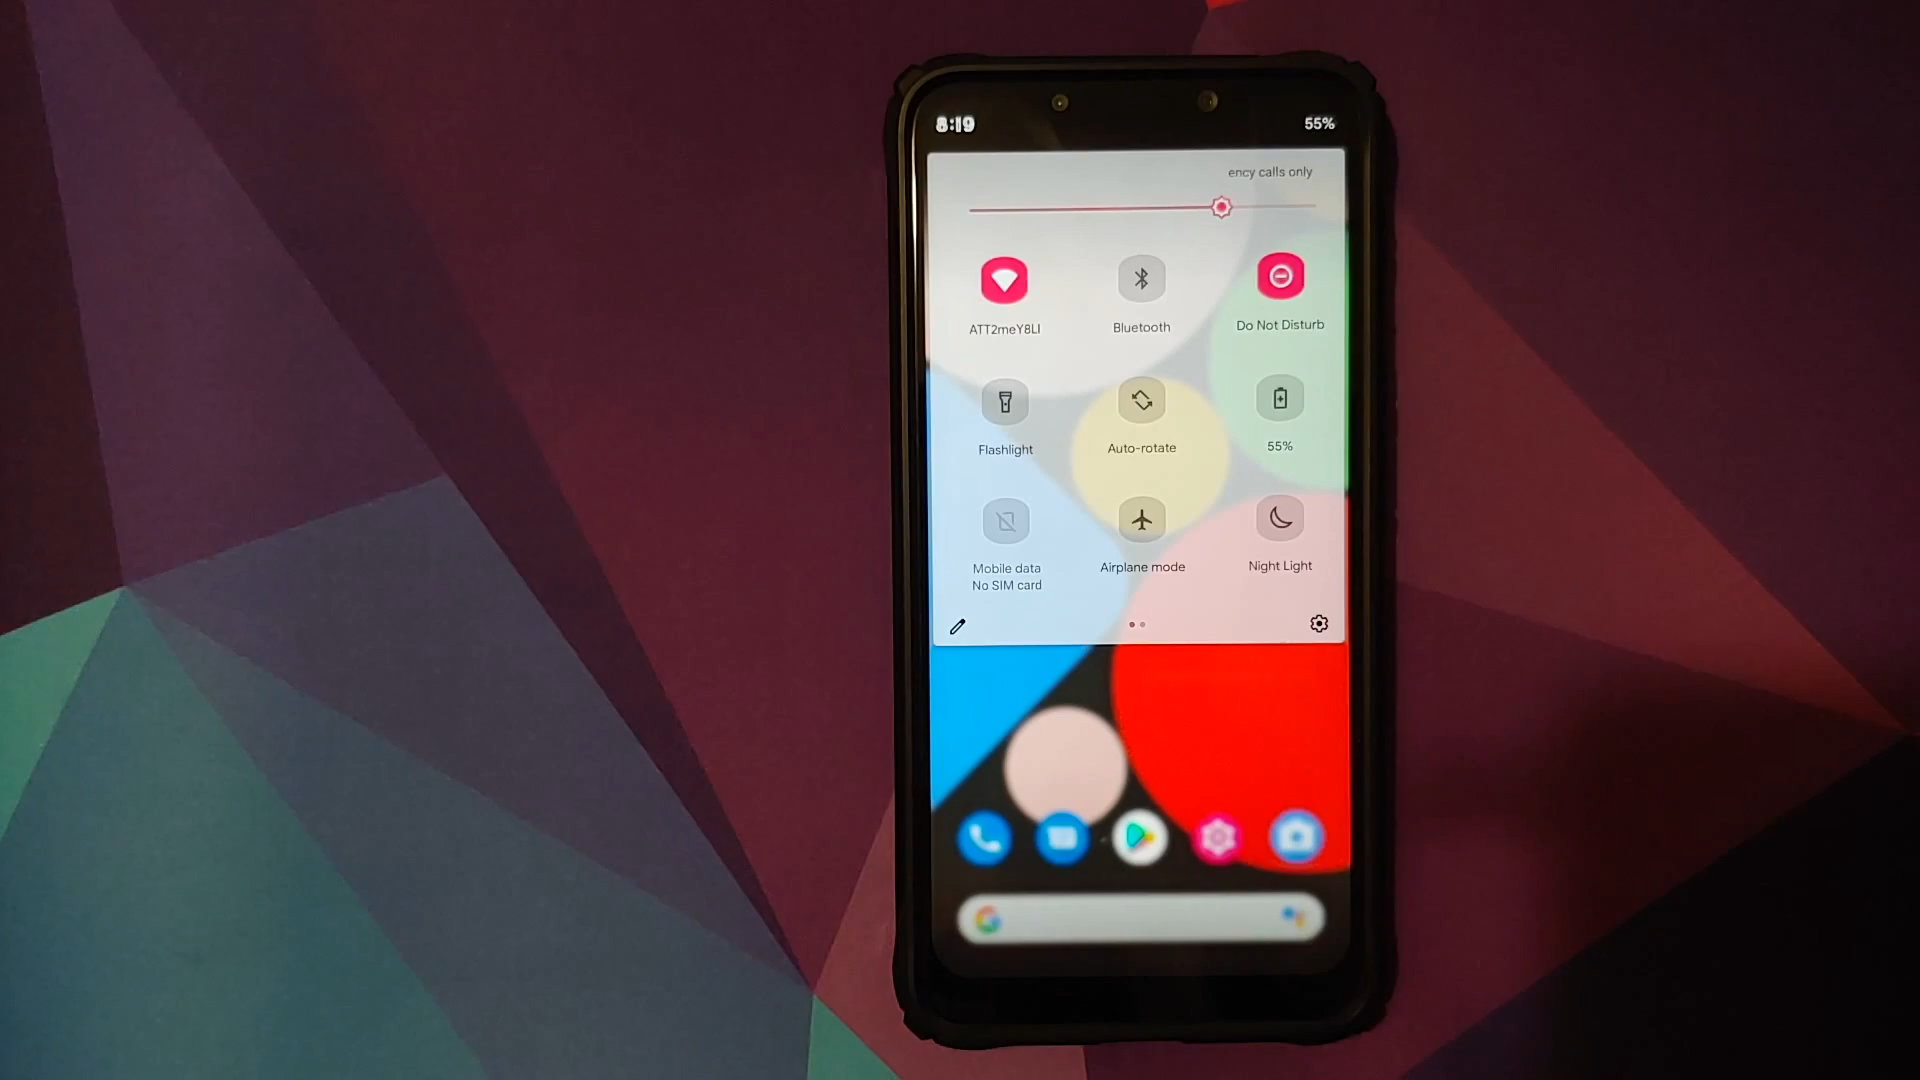 8:19 55%
ency calls only
ATT2meY8LI Bluetooth Do Not Disturb
Flashlight Auto-rotate 55%
Mobile data Airplane mode Night Light
No SIM card